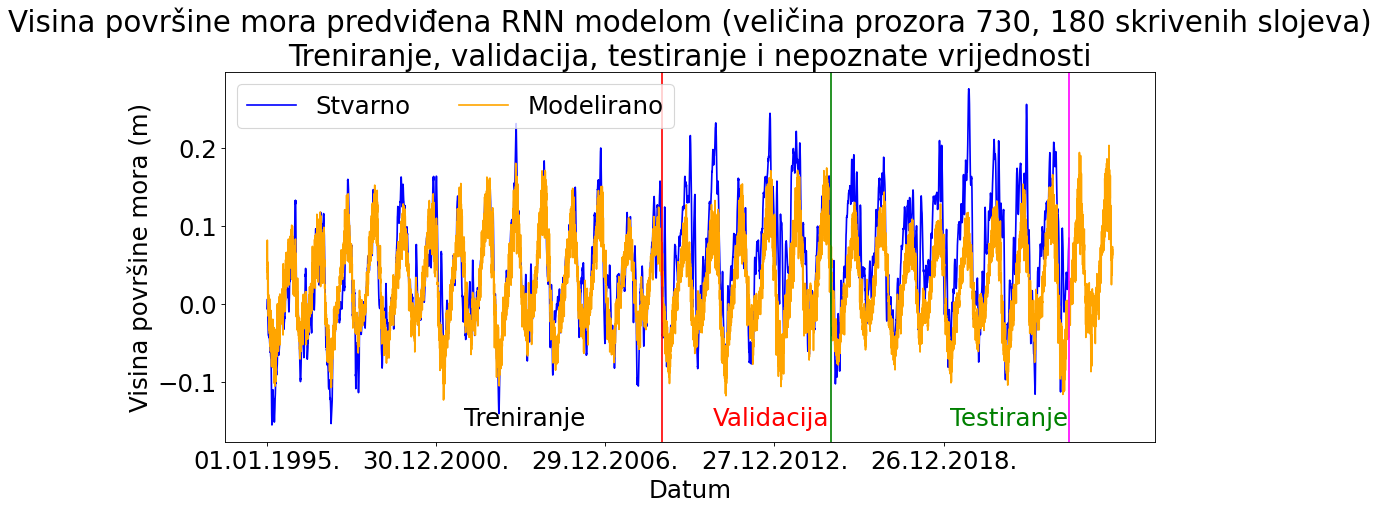 Visina površine mora predviđena RNN modelom (veličina prozora 730, 180 skrivenih slojeva)
Treniranje, validacija, testiranje i nepoznate vrijednosti
Stvarno Modelirano
Visina površine mora (m)
0.2
0.1
0.0
−0.1
Treniranje Validacija Testiranje
01.01.1995. 30.12.2000. 29.12.2006. 27.12.2012. 26.12.2018.
Datum